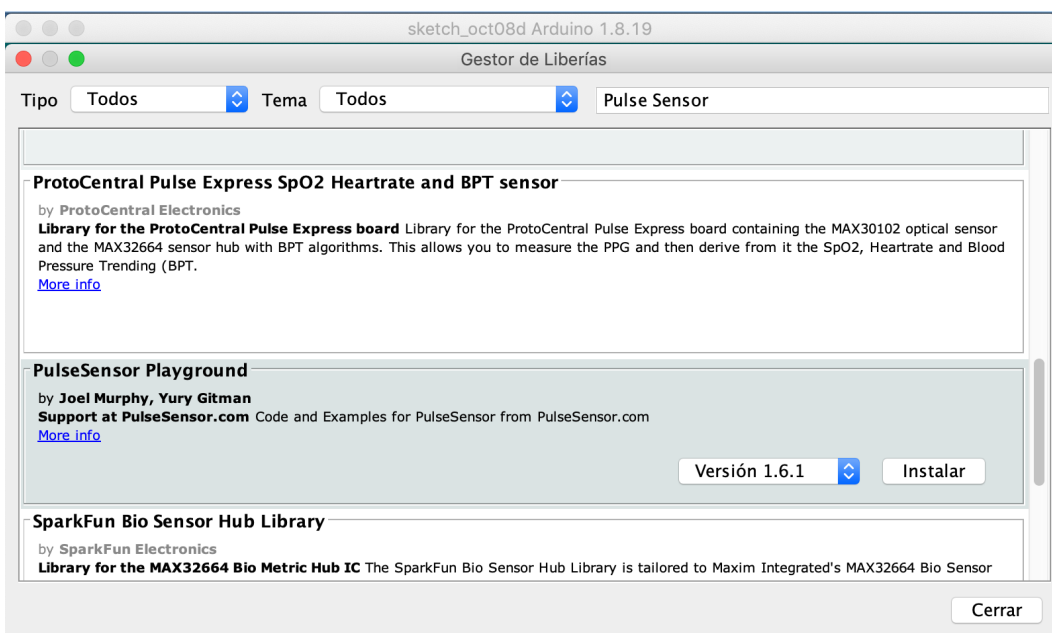 sketch_oct08d Arduino 1.8.19
Gestor de Liberías
Tipo Todos Tema Todos Pulse Sensor
ProtoCentral Pulse Express SpO2 Heartrate and BPT sensor
by ProtoCentral Electronics
Library for the ProtoCentral Pulse Express board Library for the ProtoCentral Pulse Express board containing the MAX30102 optical sensor
and the MAX32664 sensor hub with BPT algorithms. This allows you to measure the PPG and then derive from it the SpO2, Heartrate and Blood
Pressure Trending (BPT.
More info
PulseSensor Playground
by Joel Murphy, Yury Gitman
Support at PulseSensor.com Code and Examples for PulseSensor from PulseSensor.com
More info
Versión 1.6.1 Instalar
SparkFun Bio Sensor Hub Library
by SparkFun Electronics
Library for the MAX32664 Bio Metric Hub IC The SparkFun Bio Sensor Hub Library is tailored to Maxim Integrated's MAX32664 Bio Sensor
Cerrar